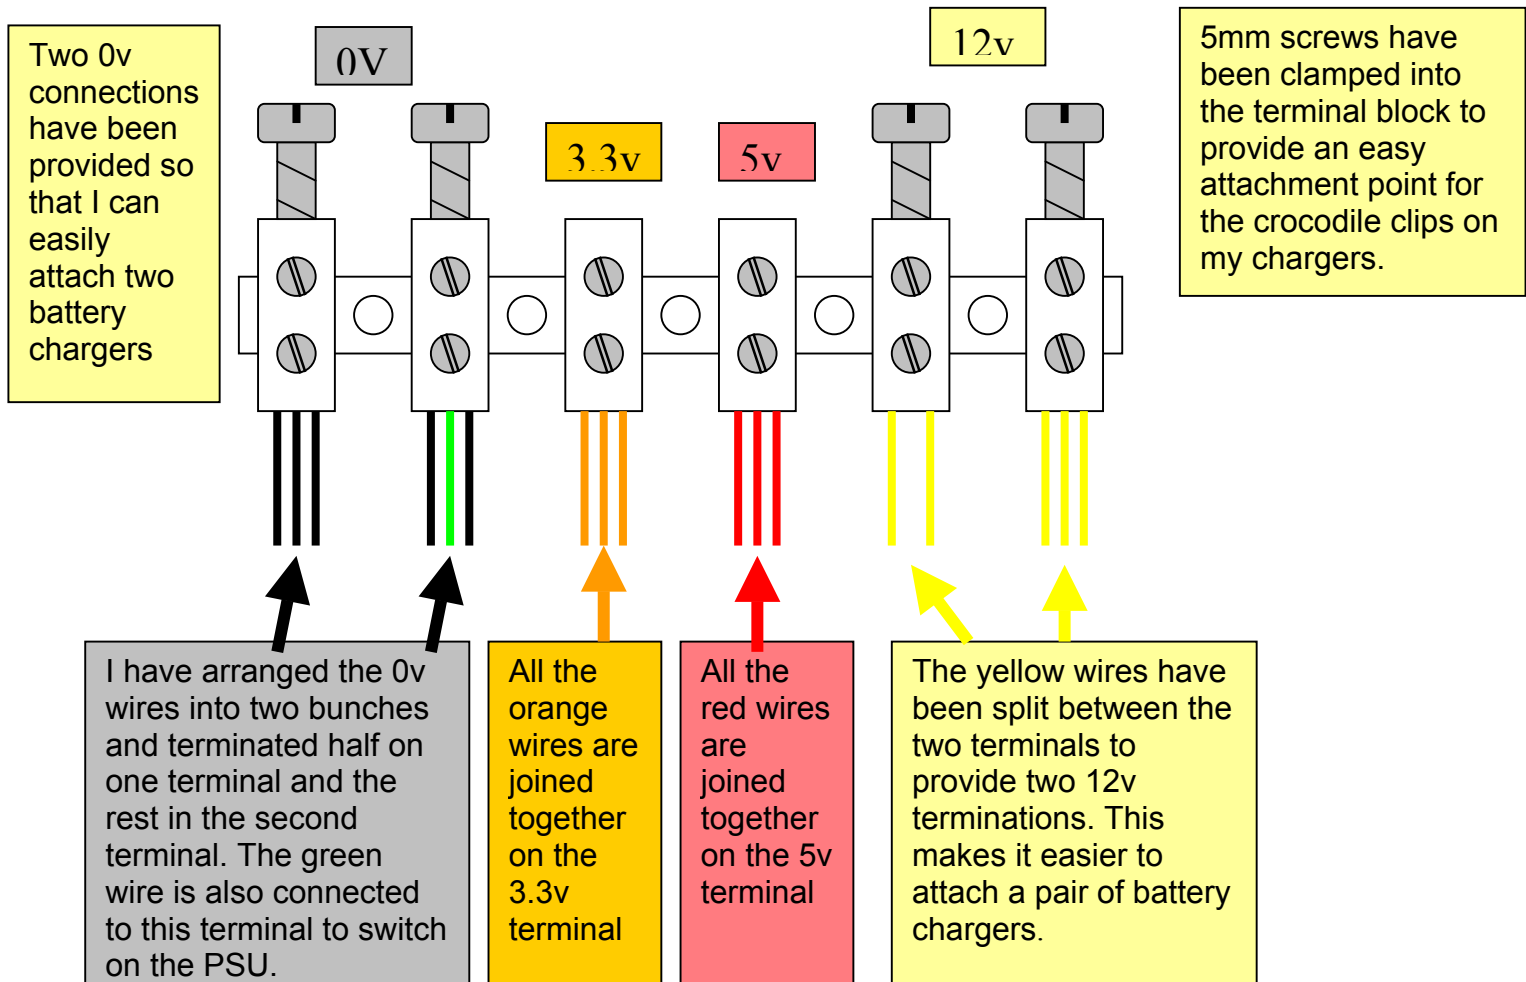 Two 0v
connections
have been
provided so
that I can
easily
attach two
battery
chargers
0V
3.3v
5v
12v
5mm screws have
been clamped into
the terminal block to
provide an easy
attachment point for
the crocodile clips on
my chargers.
I have arranged the 0v
wires into two bunches
and terminated half on
one terminal and the
rest in the second
terminal. The green
wire is also connected
to this terminal to switch
on the PSU.
All the
orange
wires are
joined
together
on the
3.3v
terminal
All the
red wires
are
joined
together
on the 5v
terminal
The yellow wires have
been split between the
two terminals to
provide two 12v
terminations. This
makes it easier to
attach a pair of battery
chargers.